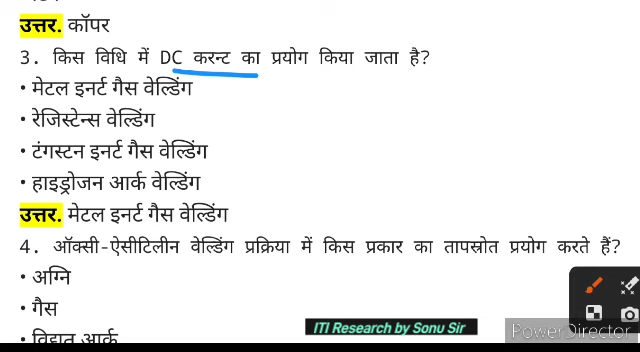 उत्तर. कॉपर
3. किस विधि में DC करन्ट का प्रयोग किया जाता है?
• मेटल इनर्ट गैस वेल्डिंग
• रेजिस्टेन्स वेल्डिंग
• टंगस्टन इनर्ट गैस वेल्डिंग
• हाइड्रोजन आर्क वेल्डिंग
उत्तर. मेटल इनर्ट गैस वेल्डिंग
4. ऑक्सी-ऐसीटिलीन वेल्डिंग प्रक्रिया में किस प्रकार का तापस्रोत प्रयोग करते हैं?
• अग्नि
• गैस
• विद्युत आर्क
ITI Research by Sonu Sir
PowerDirector